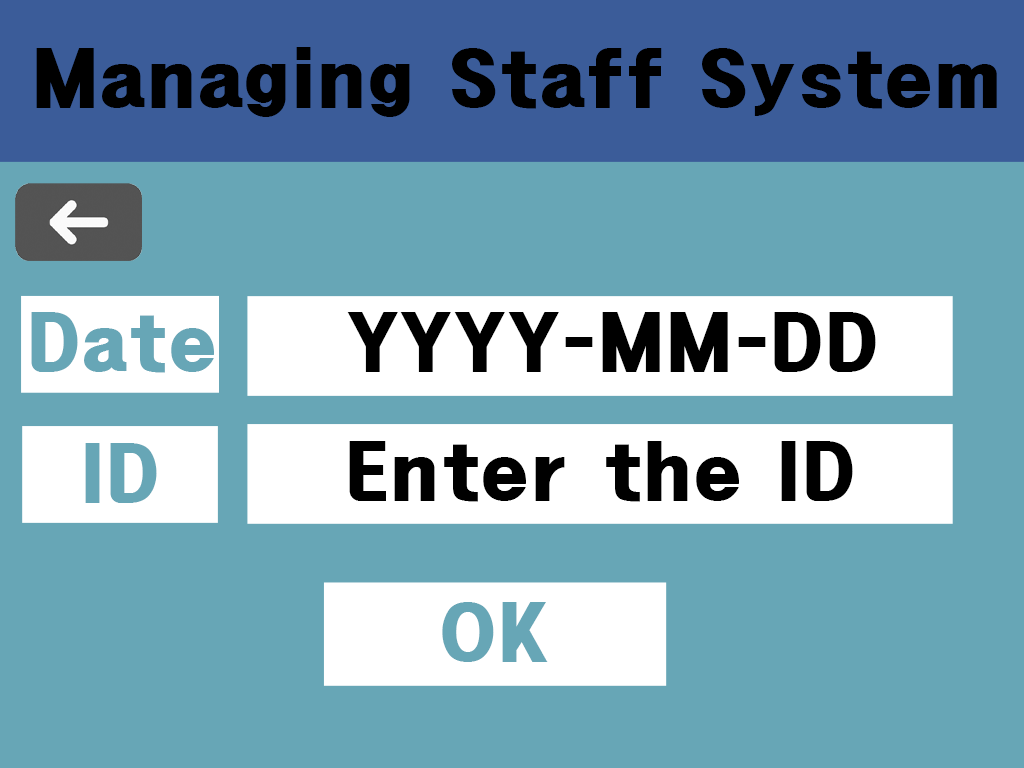 Managing Staff System
Date YYYY-MM-DD
ID Enter the ID
OK